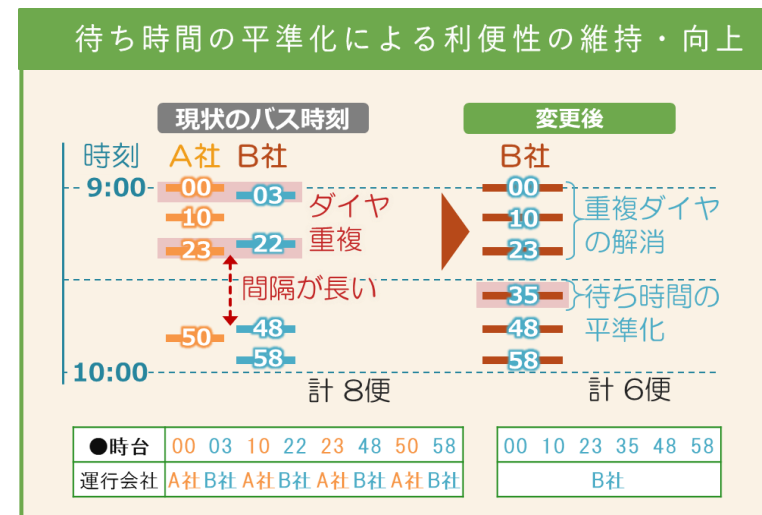 待ち時間の平準化による利便性の維持・向上
現状のバス時刻
変更後
時刻 A社 B社
B社
9:00 00 03 ダイヤ
10 重複
23 22
間隔が長い
50 48
58
10:00
計 8便
00 重複ダイヤ
10 の解消
23
35 待ち時間の
48 平準化
58
計 6便
●時台 00 03 10 22 23 48 50 58
運行会社 A社 B社 A社 B社 A社 B社 A社 B社
00 10 23 35 48 58
B社